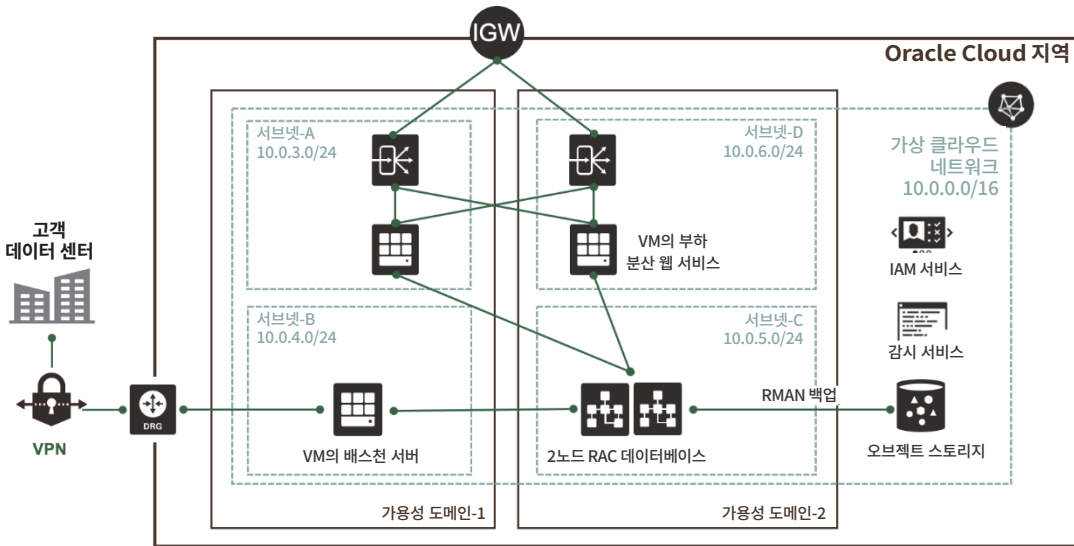 IGW
Oracle Cloud 지역
서브넷-A
10.0.3.0/24
서브넷-D
10.0.6.0/24
가상 클라우드
네트워크
10.0.0.0/16
고객
데이터 센터
VM의 부하
분산 웹 서비스
IAM 서비스
서브넷-B
10.0.4.0/24
서브넷-C
10.0.5.0/24
감시 서비스
RMAN 백업
DRG
VPN
VM의 배스천 서버
2노드 RAC 데이터베이스
오브젝트 스토리지
가용성 도메인-1
가용성 도메인-2